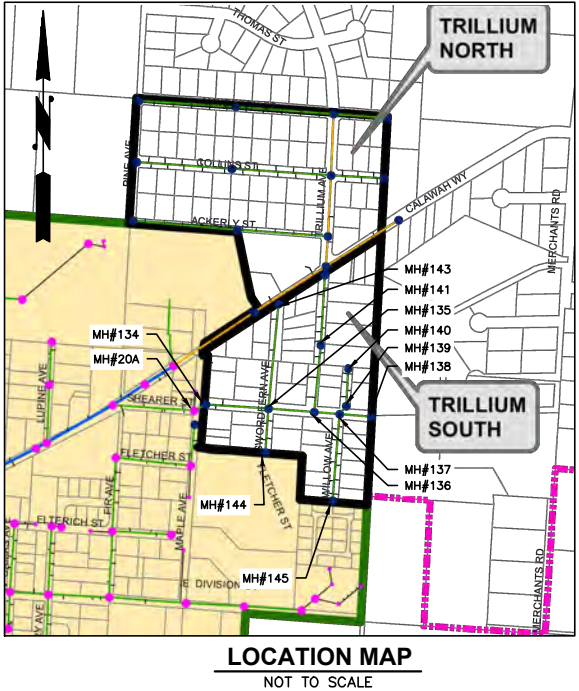 THOMAS ST
TRILLIUM
NORTH
PINE AVE
COLLINS ST
TRILLIUM AVE
ACKERLY ST
CALAWAH WY
MERCHANTS RD
MH#143
MH#141
MH#135
MH#140
MH#139
MH#138
MH#134
MH#20A
LUPINE AVE
SHEARER ST
SWORDFERN AVE
TRILLIUM
SOUTH
FLETCHER ST
FIR AVE
MAPLE AVE
FLETCHER ST
WILLOW AVE
MH#137
MH#136
MH#144
ELTERICH ST
E DIVISION
MH#145
MERCHANTS RD
RY AVE
LOCATION MAP
NOT TO SCALE